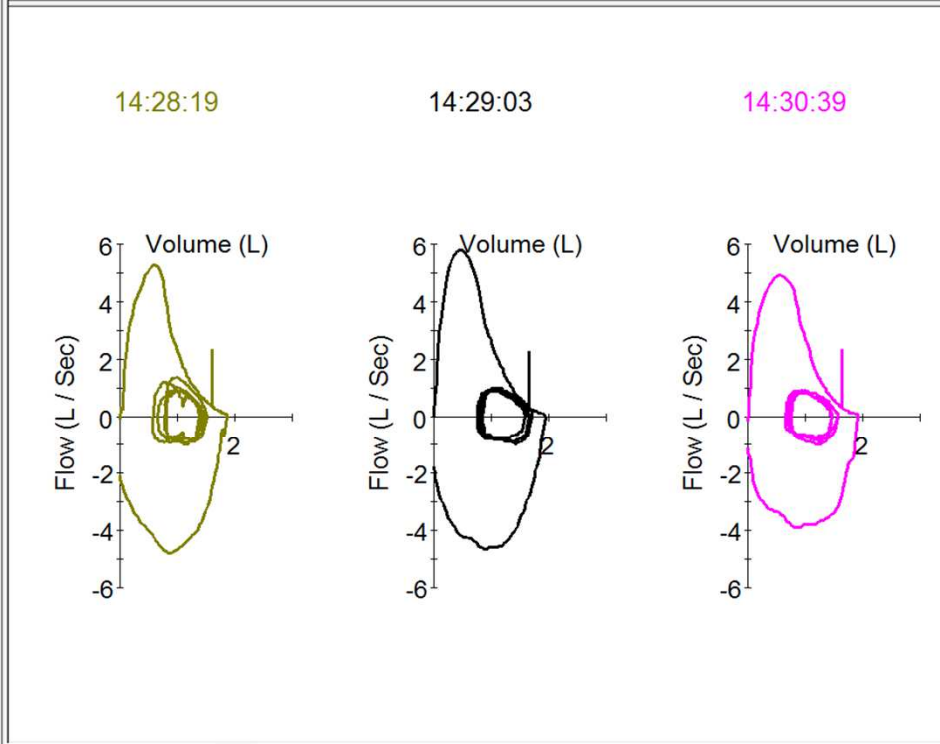 14:28:19 14:29:03 14:30:39
Volume (L) Volume (L) Volume (L)
6 6 6
4 4 4
2 2 2
0 0 0
2 2 2
-2 -2 -2
-4 -4 -4
-6 -6 -6
Flow (L / Sec) Flow (L / Sec) Flow (L / Sec)